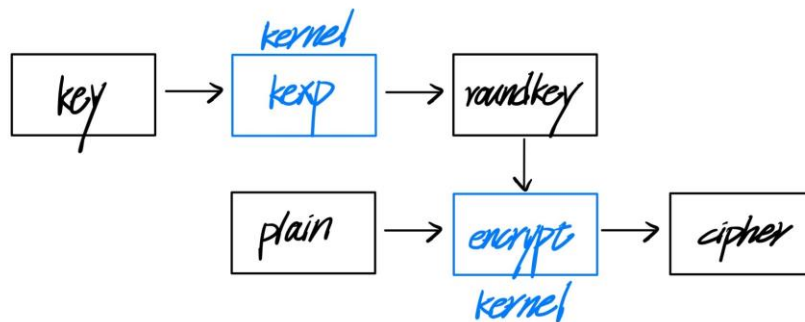 kernel
key
kexp
roundkey
plain
encrypt
cipher
kernel